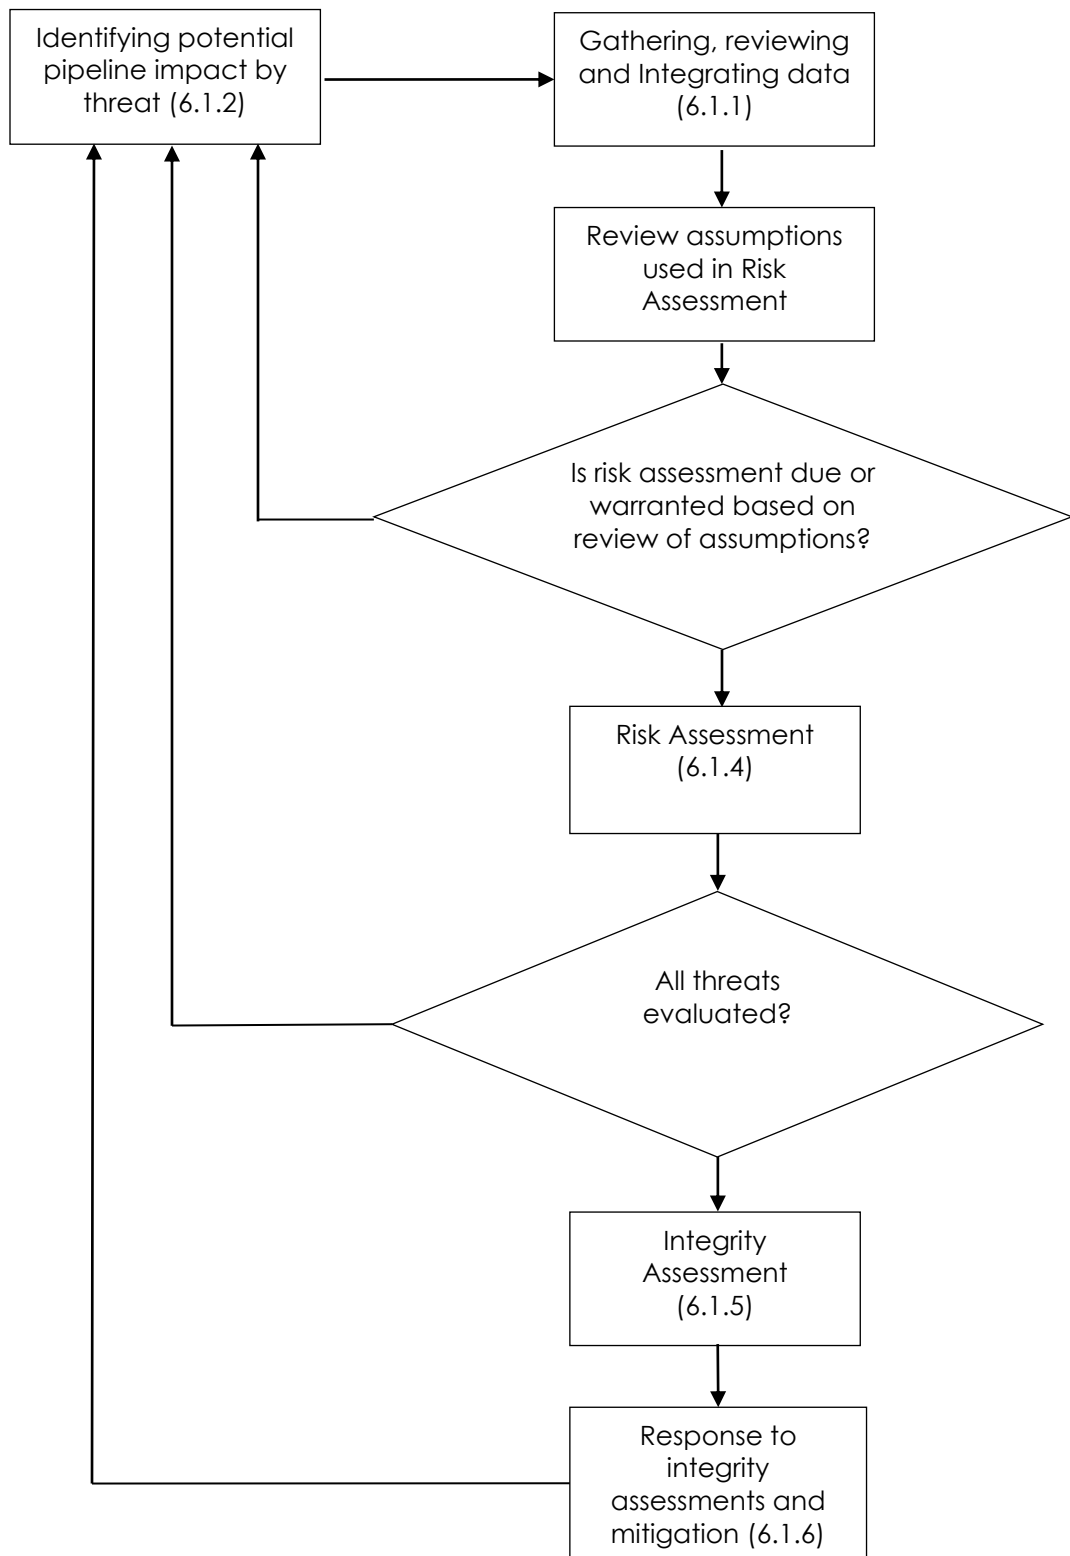 Identifying potential
pipeline impact by
threat (6.1.2)
Gathering, reviewing
and Integrating data
(6.1.1)
Review assumptions
used in Risk
Assessment
Is risk assessment due or
warranted based on
review of assumptions?
Risk Assessment
(6.1.4)
All threats
evaluated?
Integrity
Assessment
(6.1.5)
Response to
integrity
assessments and
mitigation (6.1.6)